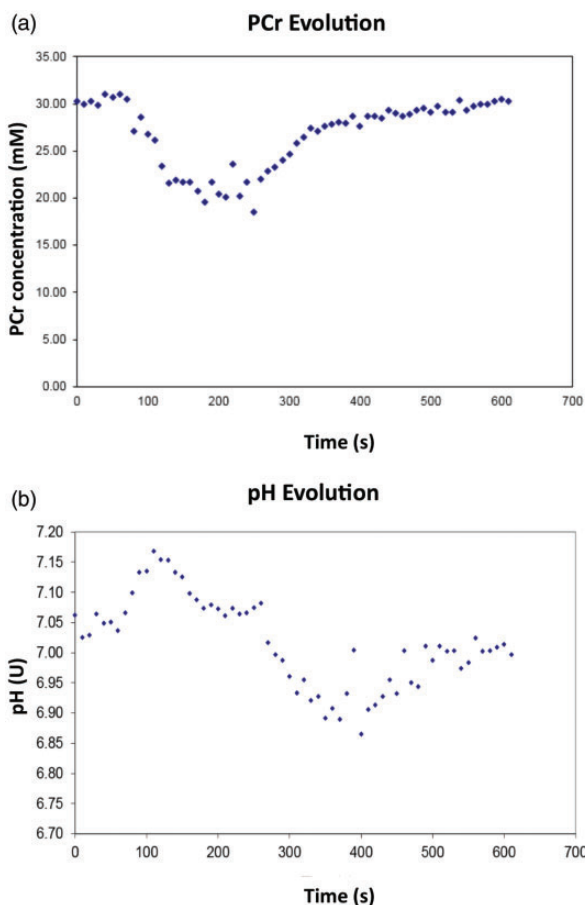 (a)
PCr Evolution
PCr concentration (mM)
35.00
30.00
25.00
20.00
15.00
10.00
5.00
0.00
0 100 200 300 400 500 600 700
Time (s)
(b)
pH Evolution
pH (U)
7.20
7.15
7.10
7.05
7.00
6.95
6.90
6.85
6.80
6.70
0 100 200 300 400 500 600 700
Time (s)